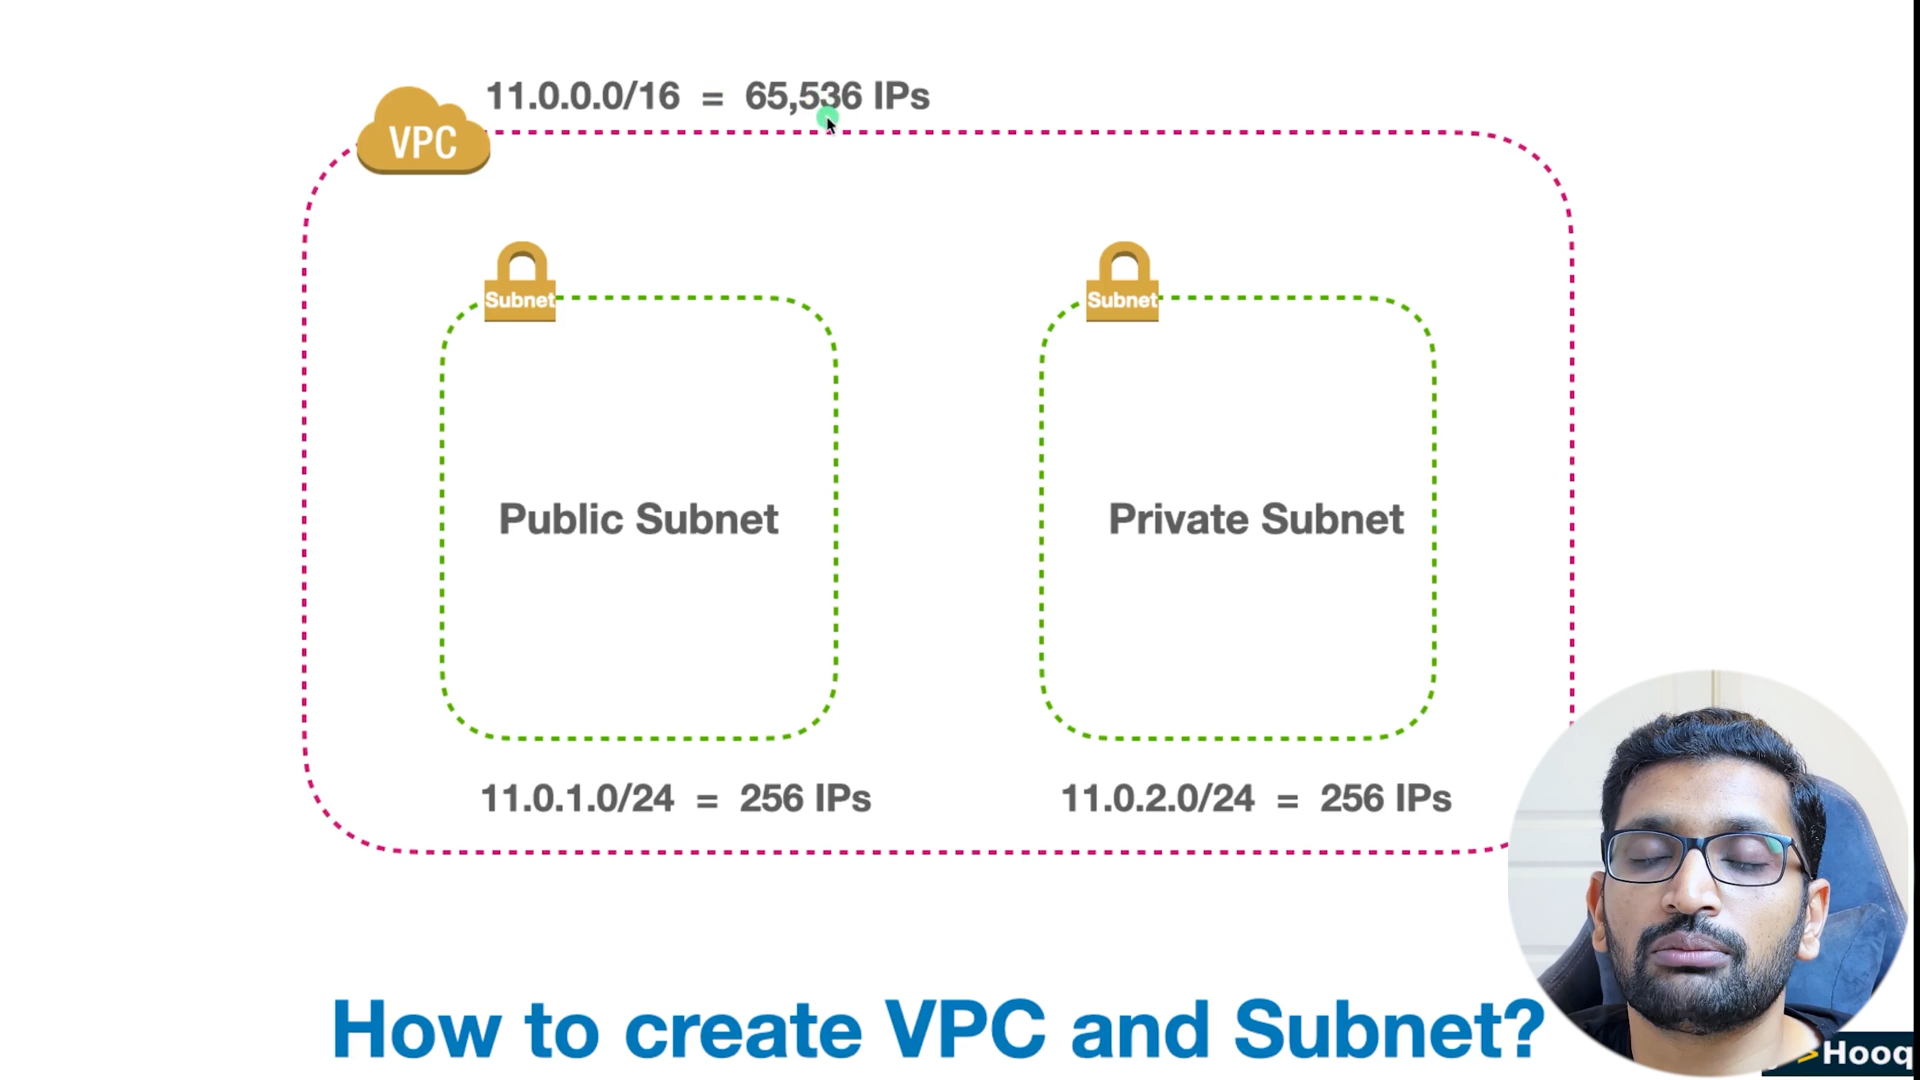 11.0.0.0/16 = 65,536 IPs
VPC
Subnet
Subnet
Public Subnet
Private Subnet
11.0.1.0/24 = 256 IPs
11.0.2.0/24 = 256 IPs
How to create VPC and Subnet?
>Hooq